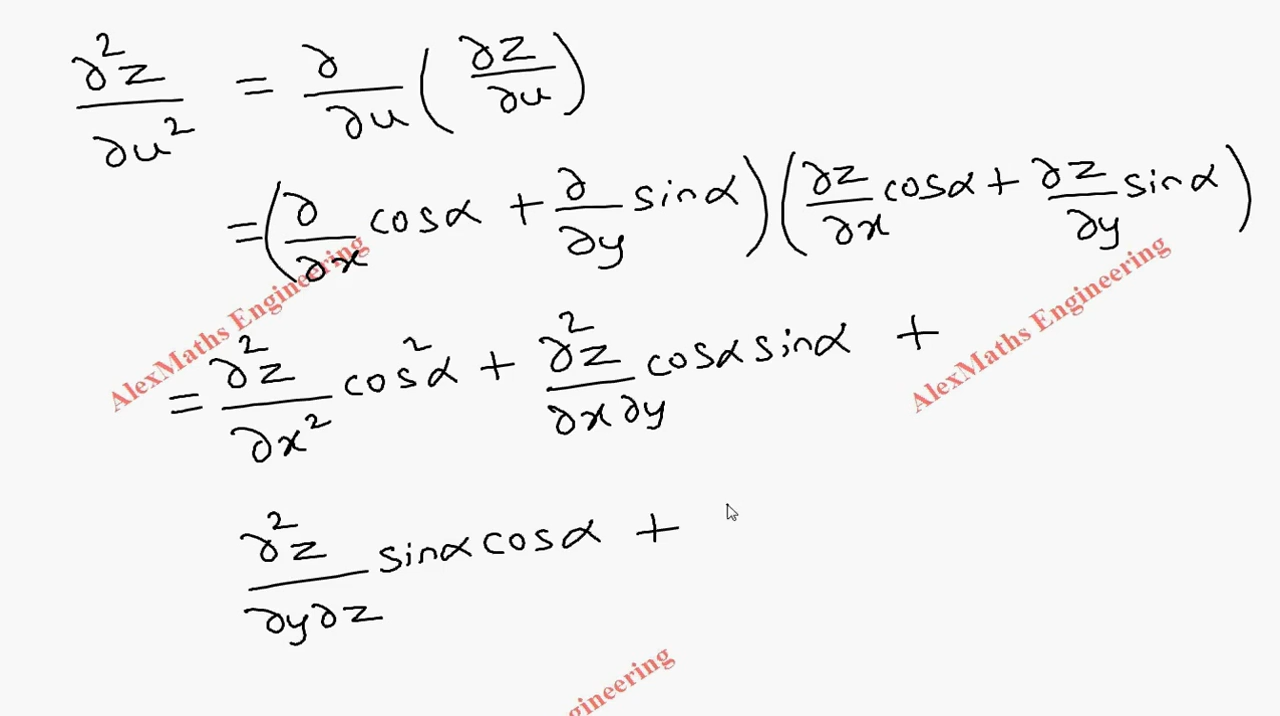 ∂²z/∂u² = ∂/∂u (∂z/∂u)
= (∂/∂x cosα + ∂/∂y sinα) (∂z/∂x cosα + ∂z/∂y sinα)
AlexMaths Engineering
AlexMaths Engineering
= ∂²z/∂x² cos²α + ∂²z/∂x∂y cosα sinα +
∂²z/∂y∂z sinα cosα +
gineering